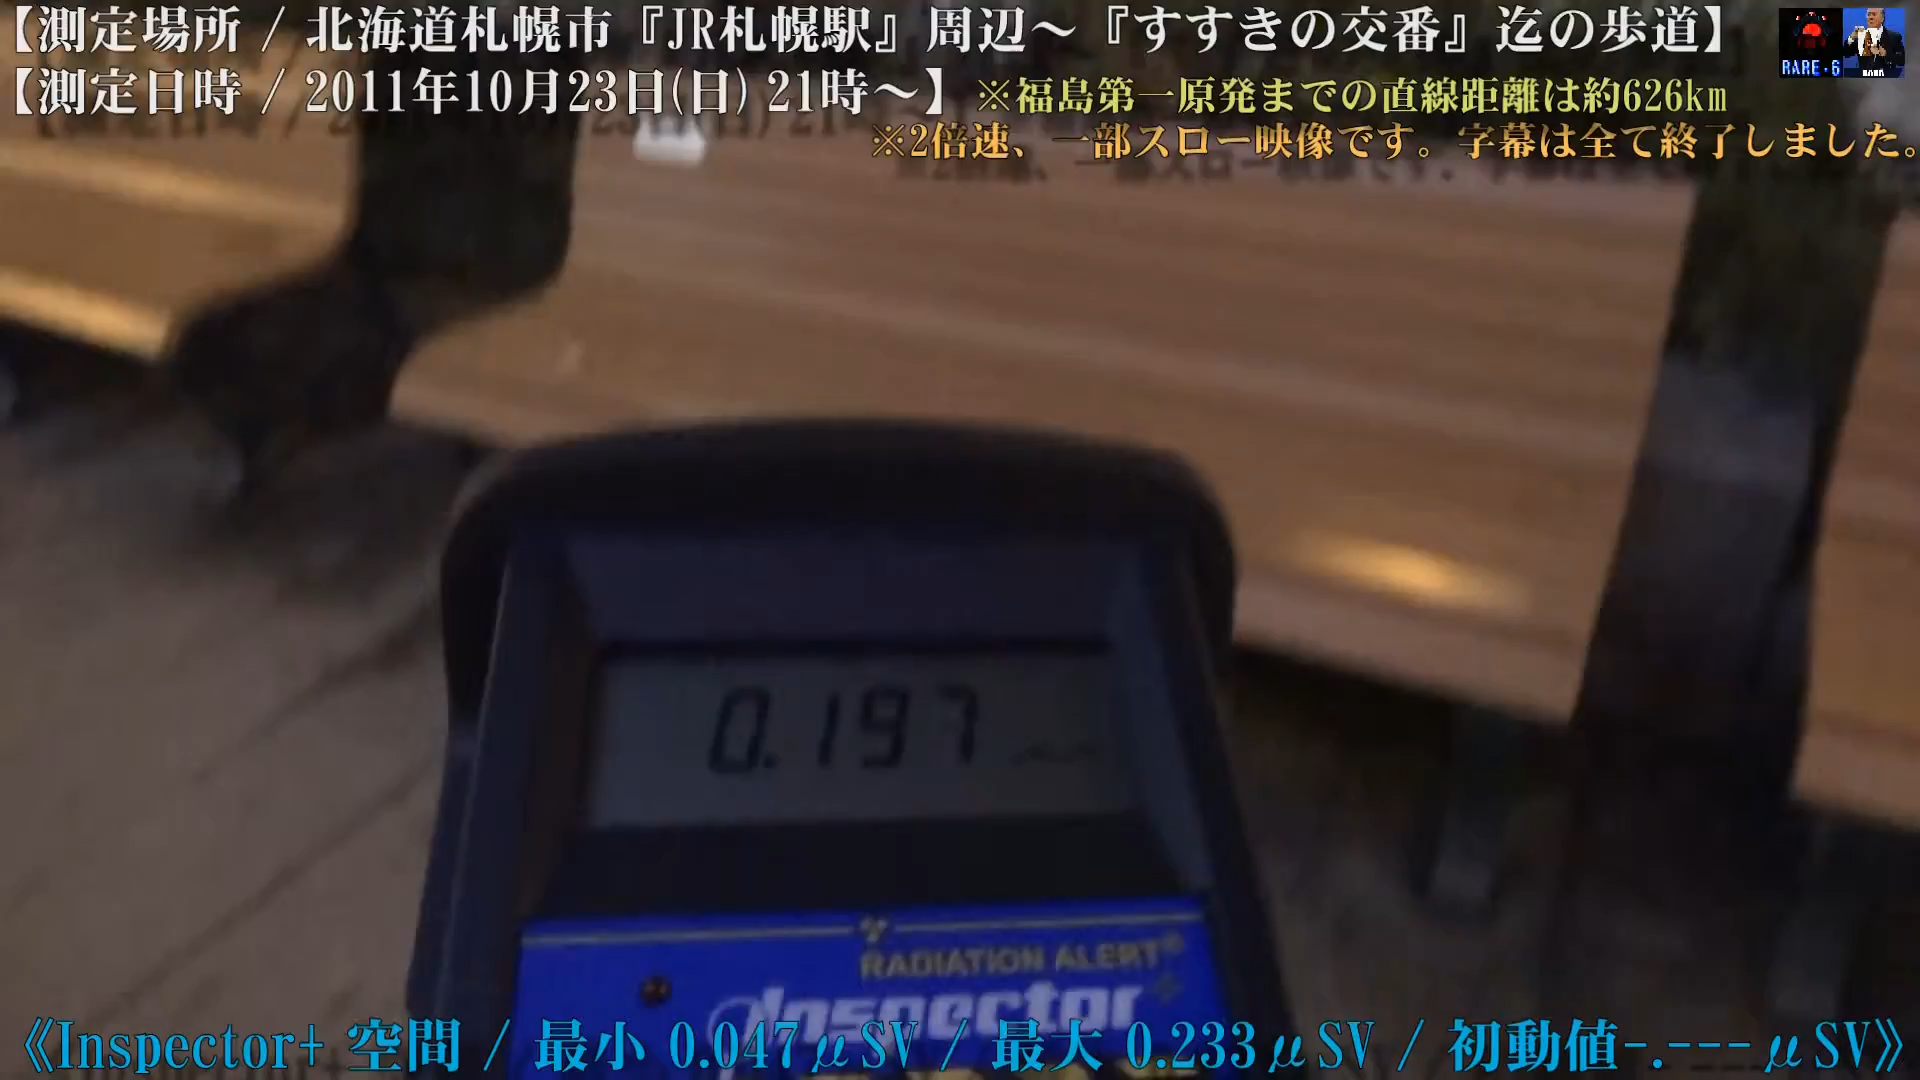 【測定場所 / 北海道札幌市『JR札幌駅』周辺～『すすきの交番』迄の歩道】
RARE・6
【測定日時 / 2011年10月23日(日) 21時～】 ※福島第一原発までの直線距離は約626km
※2倍速、一部スロー映像です。字幕は全て終了しました。
0.197
RADIATION ALERT®
Inspector+
《Inspector+ 空間 / 最小 0.047μSV / 最大 0.233μSV / 初動値-.---μSV》